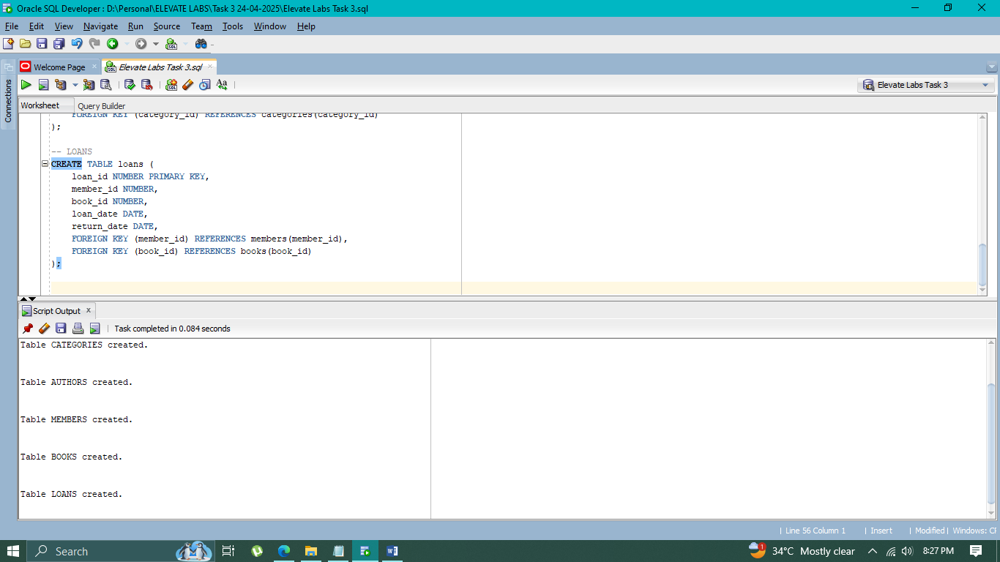 Oracle SQL Developer : D:\Personal\ELEVATE LABS\Task 3 24-04-2025\Elevate Labs Task 3.sql
File Edit View Navigate Run Source Team Tools Window Help
Welcome Page Elevate Labs Task 3.sql
Connections
Elevate Labs Task 3
Worksheet Query Builder
FOREIGN KEY (category_id) REFERENCES categories(category_id)
);
-- LOANS
CREATE TABLE loans (
loan_id NUMBER PRIMARY KEY,
member_id NUMBER,
book_id NUMBER,
loan_date DATE,
return_date DATE,
FOREIGN KEY (member_id) REFERENCES members(member_id),
FOREIGN KEY (book_id) REFERENCES books(book_id)
);
Script Output x
Task completed in 0.084 seconds
Table CATEGORIES created.
Table AUTHORS created.
Table MEMBERS created.
Table BOOKS created.
Table LOANS created.
Line 56 Column 1 | Insert | Modified | Windows: CF
Search 1 34°C Mostly clear 8:27 PM